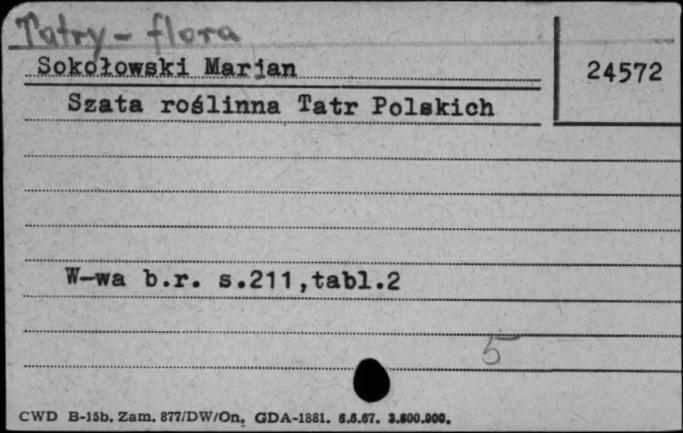 Tatry - flora
Sokołowski Marian
24572
Szata roślinna Tatr Polskich
W-wa b.r. s.211,tabl.2
5
CWD B-15b. Zam. 877/DW/On. GDA-1881. 6.6.67. 3.600.000.